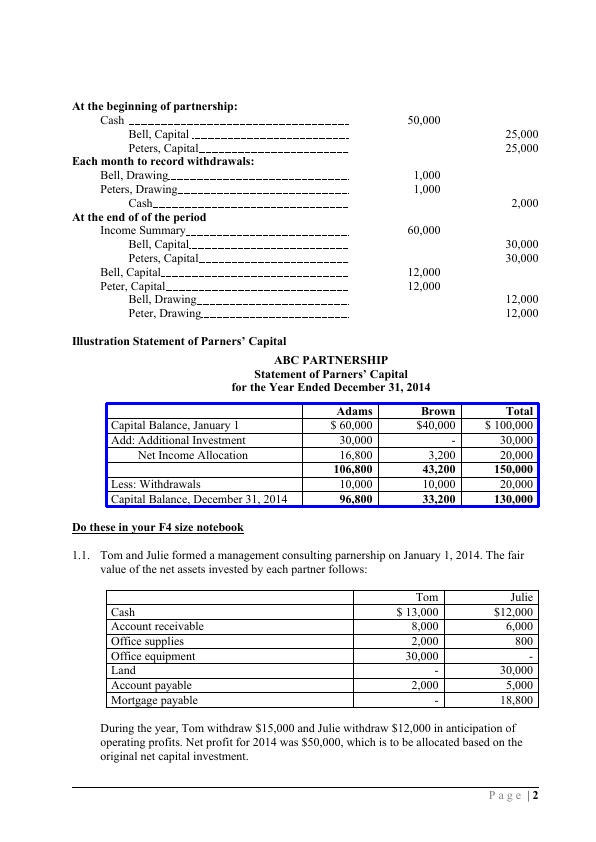 At the beginning of partnership:
Cash 50,000
Bell, Capital 25,000
Peters, Capital 25,000
Each month to record withdrawals:
Bell, Drawing 1,000
Peters, Drawing 1,000
Cash 2,000
At the end of of the period
Income Summary 60,000
Bell, Capital 30,000
Peters, Capital 30,000
Bell, Capital 12,000
Peter, Capital 12,000
Bell, Drawing 12,000
Peter, Drawing 12,000
Illustration Statement of Parners' Capital
ABC PARTNERSHIP
Statement of Parners' Capital
for the Year Ended December 31, 2014
Adams Brown Total
Capital Balance, January 1 $ 60,000 $40,000 $ 100,000
Add: Additional Investment 30,000 - 30,000
Net Income Allocation 16,800 3,200 20,000
106,800 43,200 150,000
Less: Withdrawals 10,000 10,000 20,000
Capital Balance, December 31, 2014 96,800 33,200 130,000
Do these in your F4 size notebook
1.1. Tom and Julie formed a management consulting parnership on January 1, 2014. The fair
value of the net assets invested by each partner follows:
Tom Julie
Cash $ 13,000 $12,000
Account receivable 8,000 6,000
Office supplies 2,000 800
Office equipment 30,000 -
Land - 30,000
Account payable 2,000 5,000
Mortgage payable - 18,800
During the year, Tom withdraw $15,000 and Julie withdraw $12,000 in anticipation of
operating profits. Net profit for 2014 was $50,000, which is to be allocated based on the
original net capital investment.
Page | 2